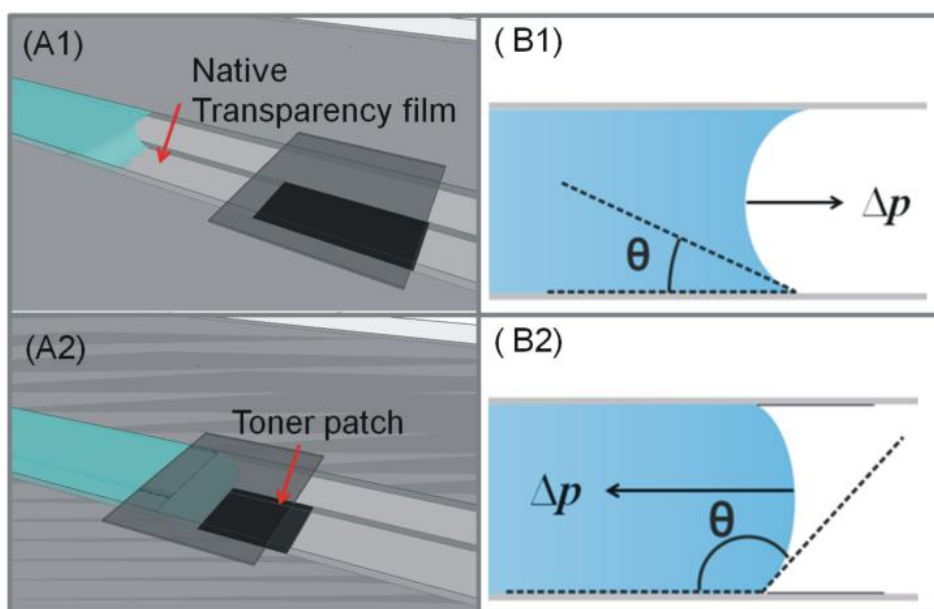 (A1)
Native
Transparency film
( B1)
θ
Δp
(A2)
Toner patch
( B2)
Δp
θ